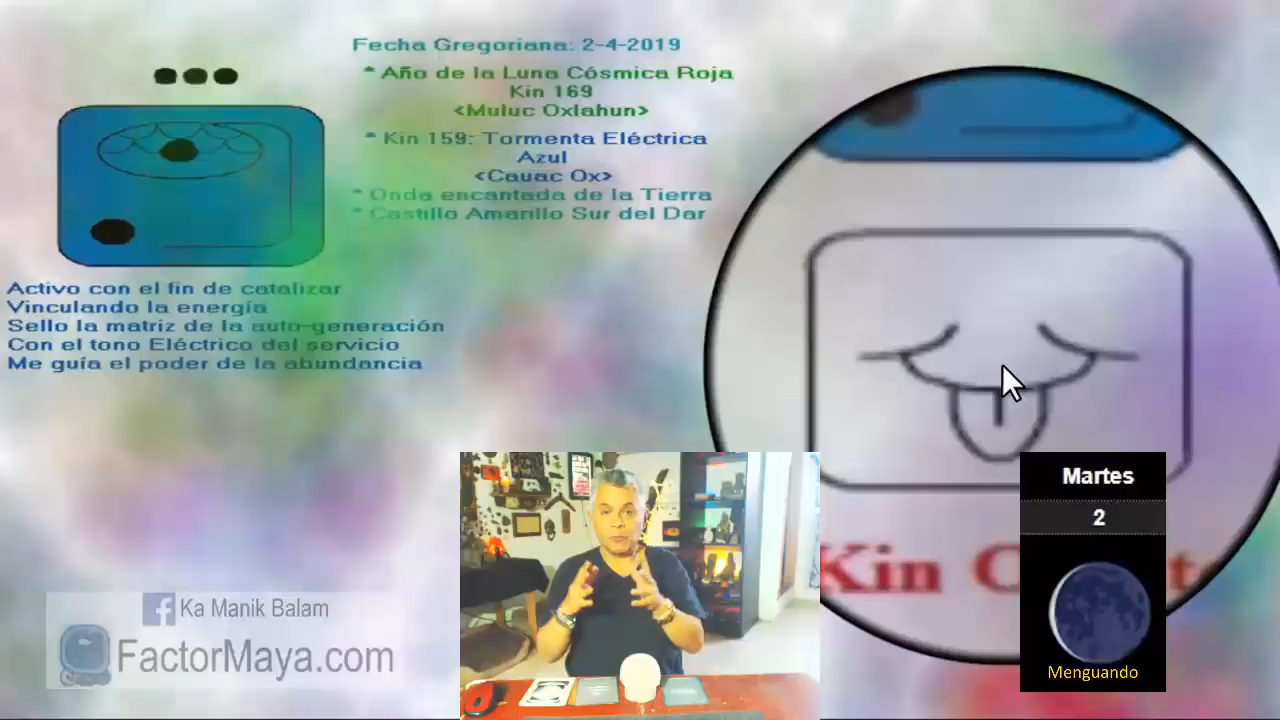 Fecha Gregoriana: 2-4-2019
* Año de la Luna Cósmica Roja
Kin 169
<Muluc Oxlahun>
* Kin 159: Tormenta Eléctrica
Azul
<Cauac Ox>
* Onda encantada de la Tierra
* Castillo Amarillo Sur del Dar
Activo con el fin de catalizar
Vinculando la energía
Sello la matriz de la auto-generación
Con el tono Eléctrico del servicio
Me guía el poder de la abundancia
Kin
Martes
2
Menguando
Ka Manik Balam
FactorMaya.com